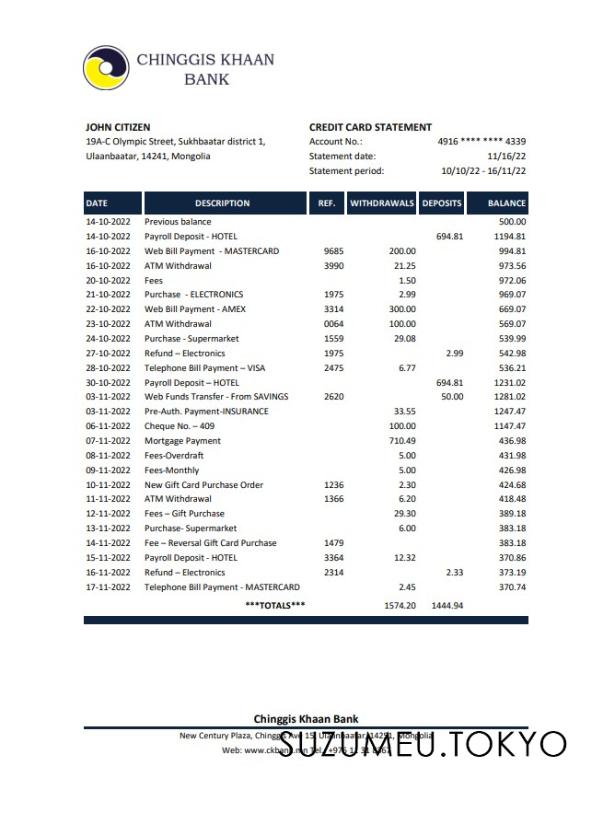 CHINGGIS KHAAN
BANK
JOHN CITIZEN
19A-C Olympic Street, Sukhbaatar district 1,
Ulaanbaatar, 14241, Mongolia
CREDIT CARD STATEMENT
Account No.: 4916 **** **** 4339
Statement date: 11/16/22
Statement period: 10/10/22 - 16/11/22
DATE DESCRIPTION REF. WITHDRAWALS DEPOSITS BALANCE
14-10-2022 Previous balance 500.00
14-10-2022 Payroll Deposit - HOTEL 694.81 1194.81
16-10-2022 Web Bill Payment - MASTERCARD 9685 200.00 994.81
16-10-2022 ATM Withdrawal 3990 21.25 973.56
20-10-2022 Fees 1.50 972.06
21-10-2022 Purchase - ELECTRONICS 1975 2.99 969.07
22-10-2022 Web Bill Payment - AMEX 3314 300.00 669.07
23-10-2022 ATM Withdrawal 0064 100.00 569.07
24-10-2022 Purchase - Supermarket 1559 29.08 539.99
27-10-2022 Refund – Electronics 1975 2.99 542.98
28-10-2022 Telephone Bill Payment – VISA 2475 6.77 536.21
30-10-2022 Payroll Deposit – HOTEL 694.81 1231.02
03-11-2022 Web Funds Transfer - From SAVINGS 2620 50.00 1281.02
03-11-2022 Pre-Auth. Payment-INSURANCE 33.55 1247.47
06-11-2022 Cheque No. – 409 100.00 1147.47
07-11-2022 Mortgage Payment 710.49 436.98
08-11-2022 Fees-Overdraft 5.00 431.98
09-11-2022 Fees-Monthly 5.00 426.98
10-11-2022 New Gift Card Purchase Order 1236 2.30 424.68
11-11-2022 ATM Withdrawal 1366 6.20 418.48
12-11-2022 Fees – Gift Purchase 29.30 389.18
13-11-2022 Purchase- Supermarket 6.00 383.18
14-11-2022 Fee – Reversal Gift Card Purchase 1479 383.18
15-11-2022 Payroll Deposit - HOTEL 3364 12.32 370.86
16-11-2022 Refund – Electronics 2314 2.33 373.19
17-11-2022 Telephone Bill Payment - MASTERCARD 2.45 370.74
***TOTALS*** 1574.20 1444.94
Chinggis Khaan Bank
New Century Plaza, Chinggis Ave 15, Ulaanbaatar, 14251, Mongolia
Web: www.ckbank.mn Tel.: +976 11 31
SUZUMEU.TOKYO